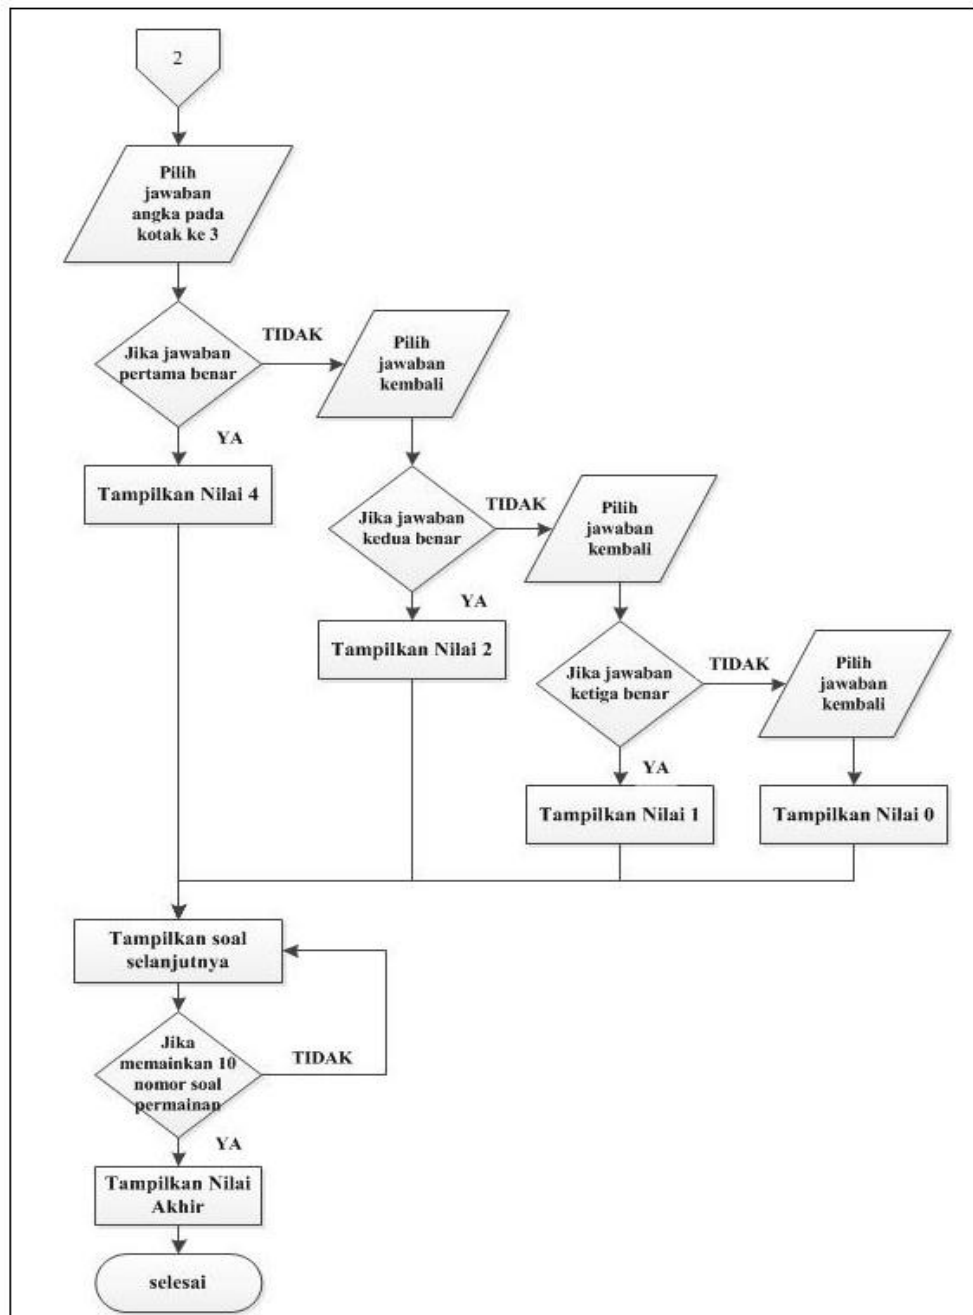 2
Pilih
jawaban
angka pada
kotak ke 3
Jika jawaban
pertama benar
TIDAK
Pilih
jawaban
kembali
YA
Tampilkan Nilai 4
Jika jawaban
kedua benar
TIDAK
Pilih
jawaban
kembali
YA
Tampilkan Nilai 2
Jika jawaban
ketiga benar
TIDAK
Pilih
jawaban
kembali
YA
Tampilkan Nilai 1
Tampilkan Nilai 0
Tampilkan soal
selanjutnya
Jika
memainkan 10
nomor soal
permainan
TIDAK
YA
Tampilkan Nilai
Akhir
selesai